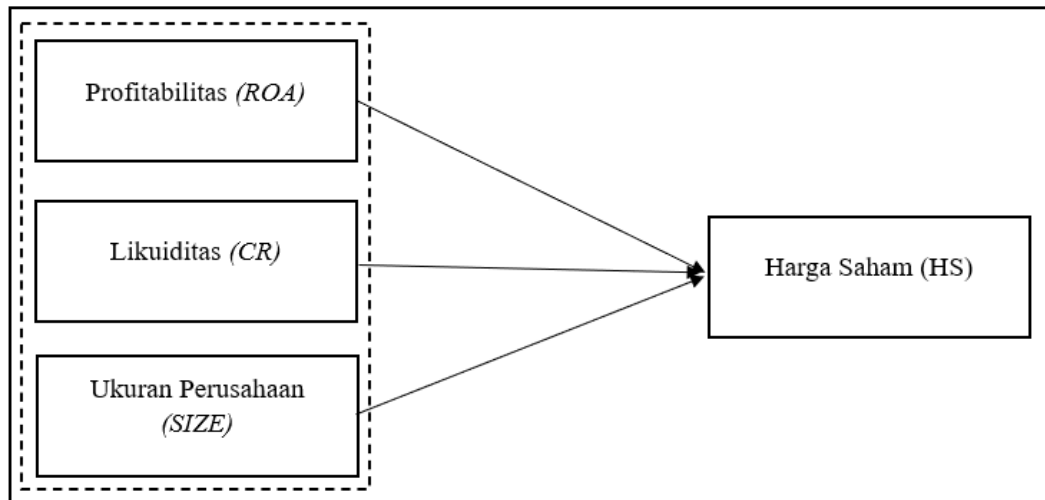 Profitabilitas (ROA)
Likuiditas (CR)
Ukuran Perusahaan
(SIZE)
Harga Saham (HS)